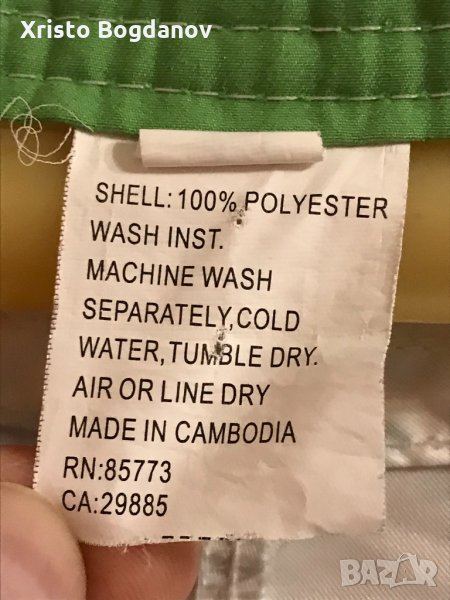 Xristo Bogdanov
SHELL: 100% POLYESTER
WASH INST.
MACHINE WASH
SEPARATELY,COLD
WATER,TUMBLE DRY.
AIR OR LINE DRY
MADE IN CAMBODIA
RN:85773
CA:29885
BAZAR